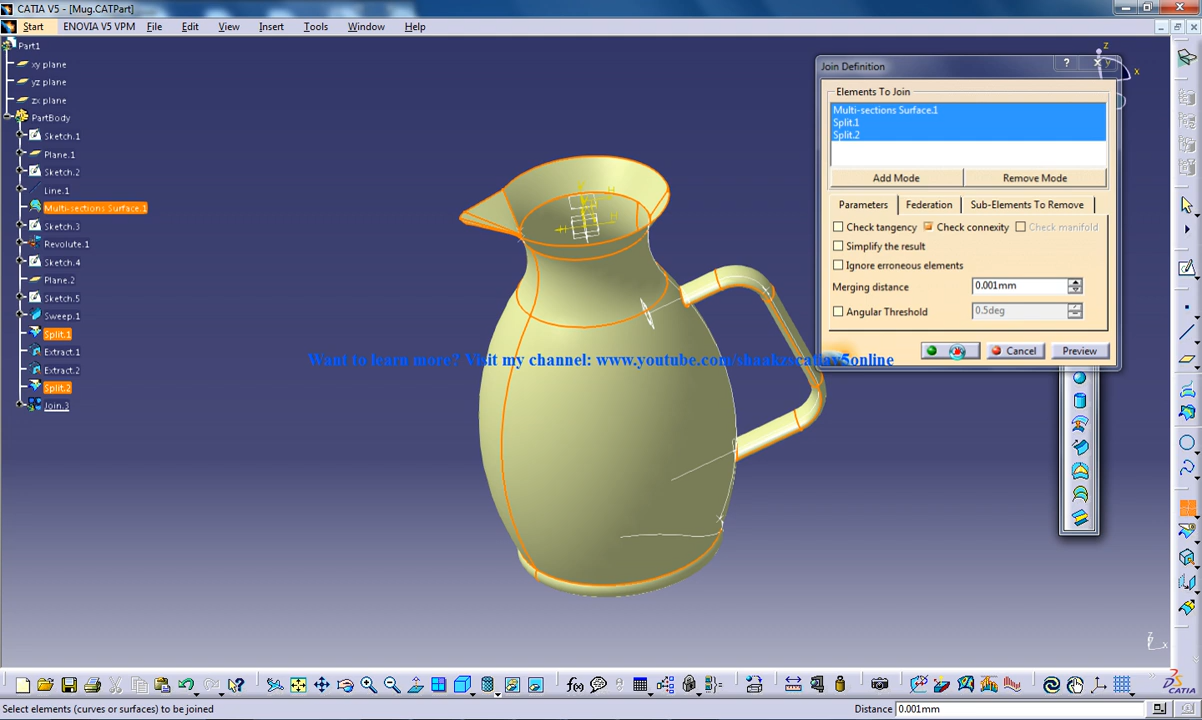 CATIA V5 - [Mug.CATPart]
Start ENOVIA V5 VPM File Edit View Insert Tools Window Help
Part1
xy plane
yz plane
zx plane
PartBody
Sketch.1
Plane.1
Sketch.2
Line.1
Multi-sections Surface.1
Sketch.3
Revolute.1
Sketch.4
Plane.2
Sketch.5
Sweep.1
Split.1
Extract.1
Extract.2
Split.2
Join.3
Join Definition
Elements To Join
Multi-sections Surface.1
Split.1
Split.2
Add Mode Remove Mode
Parameters Federation Sub-Elements To Remove
Check tangency Check connexity Check manifold
Simplify the result
Ignore erroneous elements
Merging distance 0.001mm
Angular Threshold 0.5deg
Cancel Preview
Want to learn more? Visit my channel: www.youtube.com/shaakzscatiav5online
z
y
x
H
H
z
x
f(x)
CATIA
Select elements (curves or surfaces) to be joined
Distance 0.001mm